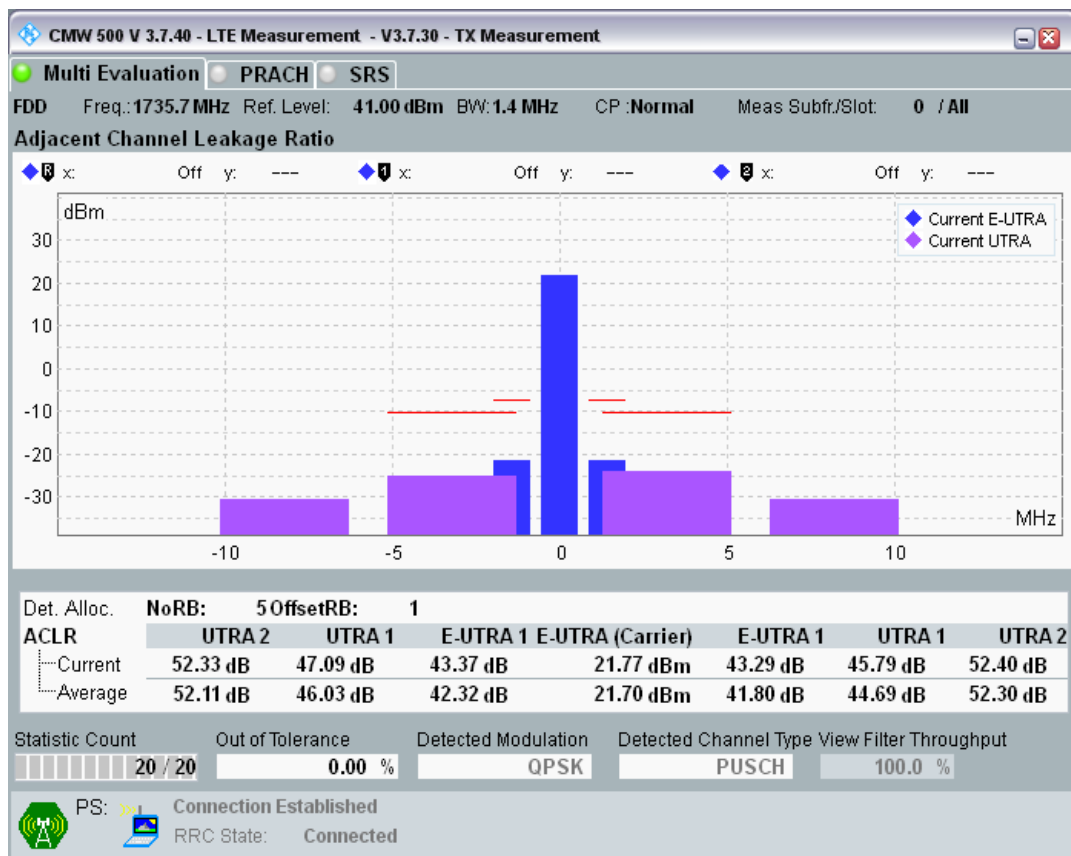 CMW 500 V 3.7.40 - LTE Measurement - V3.7.30 - TX Measurement
Multi Evaluation PRACH SRS
FDD Freq.: 1735.7 MHz Ref. Level: 41.00 dBm BW: 1.4 MHz CP :Normal Meas Subfr./Slot: 0 / All
Adjacent Channel Leakage Ratio
R x: Off y: --- 1 x: Off y: --- 2 x: Off y: ---
dBm
Current E-UTRA
Current UTRA
30
20
10
0
-10
-20
-30
MHz
-10 -5 0 5 10
Det. Alloc. NoRB: 5 OffsetRB: 1
ACLR UTRA 2 UTRA 1 E-UTRA 1 E-UTRA (Carrier) E-UTRA 1 UTRA 1 UTRA 2
Current 52.33 dB 47.09 dB 43.37 dB 21.77 dBm 43.29 dB 45.79 dB 52.40 dB
Average 52.11 dB 46.03 dB 42.32 dB 21.70 dBm 41.80 dB 44.69 dB 52.30 dB
Statistic Count Out of Tolerance Detected Modulation Detected Channel Type View Filter Throughput
20 / 20 0.00 % QPSK PUSCH 100.0 %
PS: Connection Established
RRC State: Connected